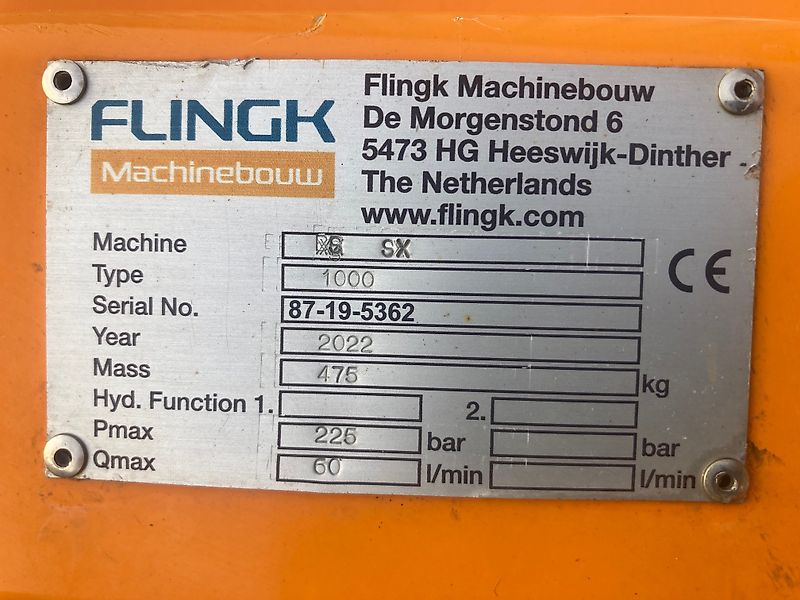 FLINGK
Machinebouw
Flingk Machinebouw
De Morgenstond 6
5473 HG Heeswijk-Dinther
The Netherlands
www.flingk.com
CE
Machine SX
Type 1000
Serial No. 87-19-5362
Year 2022
Mass 475 kg
Hyd. Function 1. 2.
Pmax 225 bar bar
Qmax 60 l/min l/min